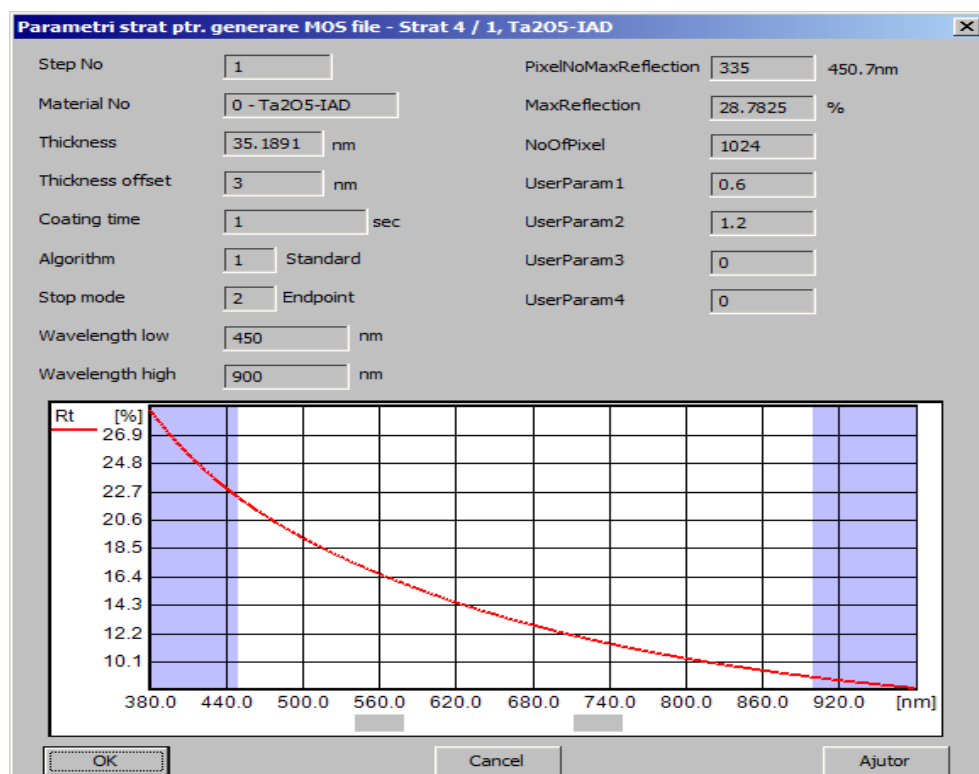 Parametri strat ptr. generare MOS file - Strat 4 / 1, Ta2O5-IAD
Step No 1
Material No 0 - Ta2O5-IAD
Thickness 35.1891 nm
Thickness offset 3 nm
Coating time 1 sec
Algorithm 1 Standard
Stop mode 2 Endpoint
Wavelength low 450 nm
Wavelength high 900 nm
PixelNoMaxReflection 335 450.7nm
MaxReflection 28.7825 %
NoOfPixel 1024
UserParam1 0.6
UserParam2 1.2
UserParam3 0
UserParam4 0
Rt [%]
26.9
24.8
22.7
20.6
18.5
16.4
14.3
12.2
10.1
380.0 440.0 500.0 560.0 620.0 680.0 740.0 800.0 860.0 920.0 [nm]
OK Cancel Ajutor